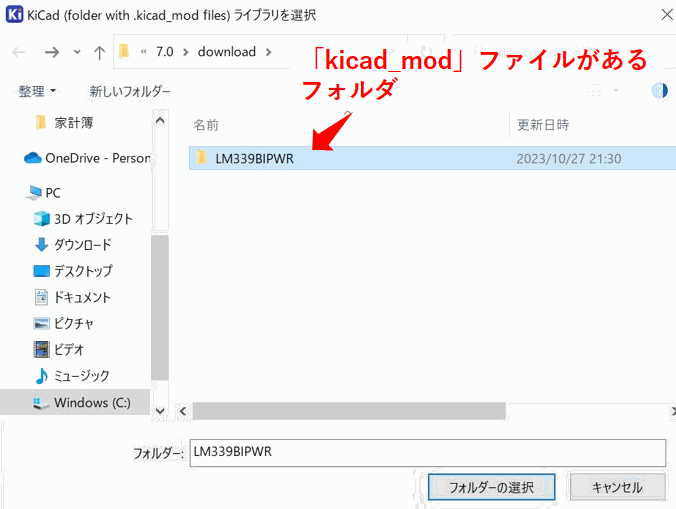 KiCad (folder with .kicad_mod files) ライブラリを選択
« 7.0 > download >
「kicad_mod」ファイルがある
フォルダ
整理
新しいフォルダー
家計簿
OneDrive - Person
PC
3D オブジェクト
ダウンロード
デスクトップ
ドキュメント
ピクチャ
ビデオ
ミュージック
Windows (C:)
名前
更新日時
LM339BIPWR
2023/10/27 21:30
フォルダー:
LM339BIPWR
フォルダーの選択
キャンセル